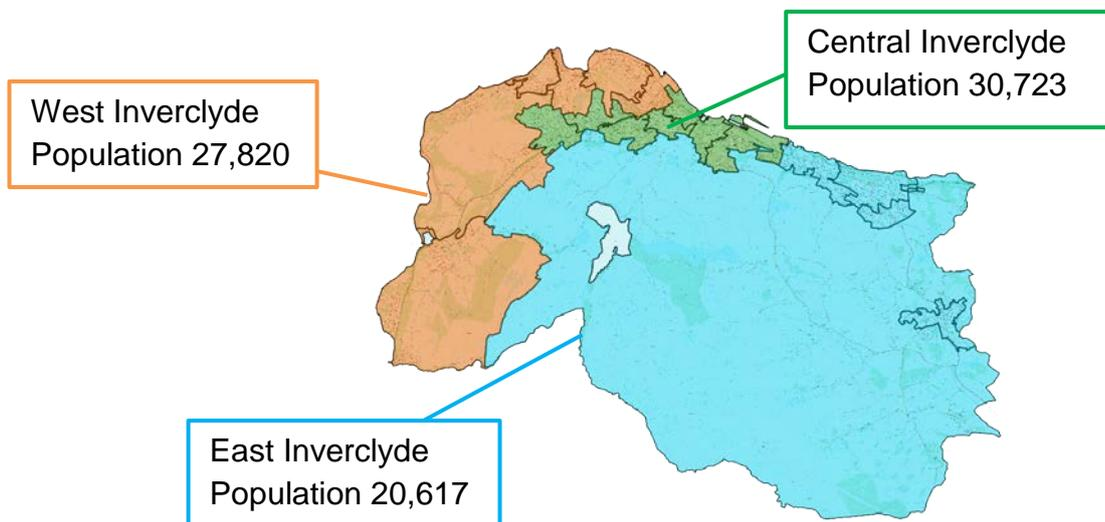 Central Inverclyde
Population 30,723
West Inverclyde
Population 27,820
East Inverclyde
Population 20,617